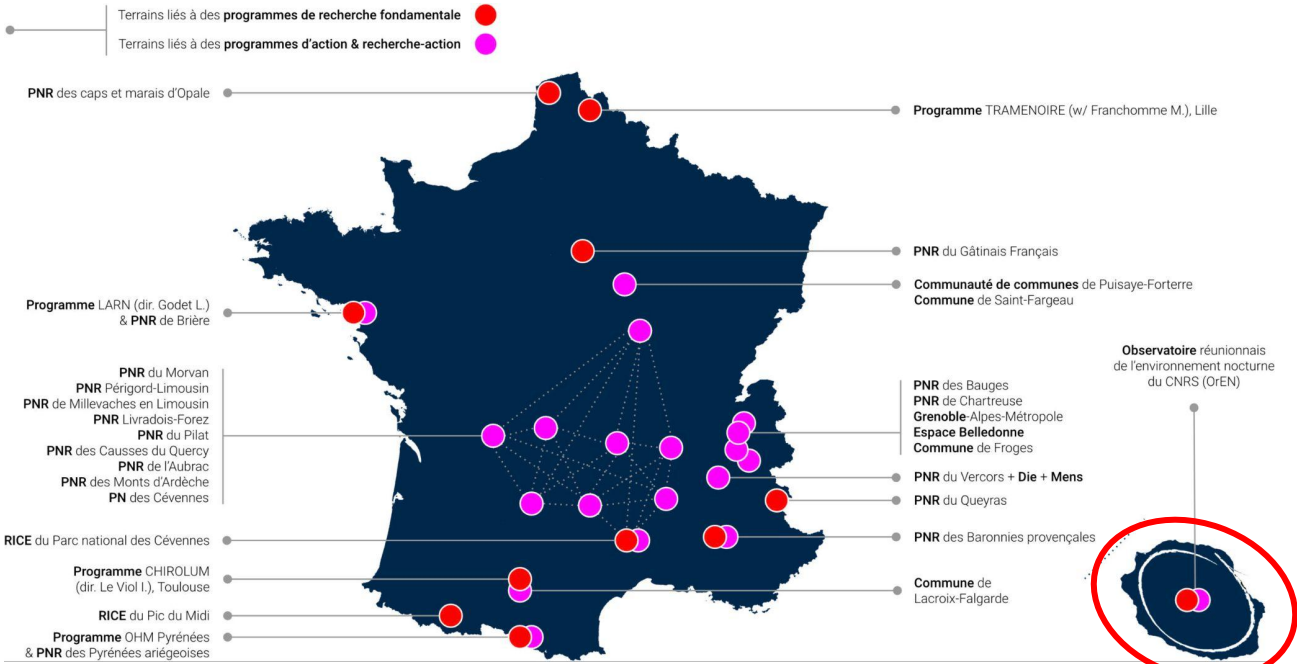 Terrains liés à des programmes de recherche fondamentale
Terrains liés à des programmes d'action & recherche-action
PNR des caps et marais d'Opale
Programme TRAMENOIRE (w/ Franchomme M.), Lille
PNR du Gâtinais Français
Communauté de communes de Puisaye-Forterre
Commune de Saint-Fargeau
Programme LARN (dir. Godet L.)
& PNR de Brière
Observatoire réunionnais
de l'environnement nocturne
du CNRS (OrEN)
PNR du Morvan
PNR Périgord-Limousin
PNR de Millevaches en Limousin
PNR Livradois-Forez
PNR du Pilat
PNR des Causses du Quercy
PNR de l'Aubrac
PNR des Monts d'Ardèche
PN des Cévennes
PNR des Bauges
PNR de Chartreuse
Grenoble-Alpes-Métropole
Espace Belledonne
Commune de Froges
PNR du Vercors + Die + Mens
PNR du Queyras
RICE du Parc national des Cévennes
PNR des Baronnies provençales
Programme CHIROLUM
(dir. Le Viol I.), Toulouse
Commune de
Lacroix-Falgarde
RICE du Pic du Midi
Programme OHM Pyrénées
& PNR des Pyrénées ariégeoises